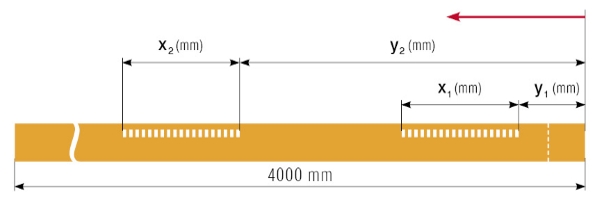 x₂ (mm) y₂ (mm)
x₁ (mm) y₁ (mm)
4000 mm